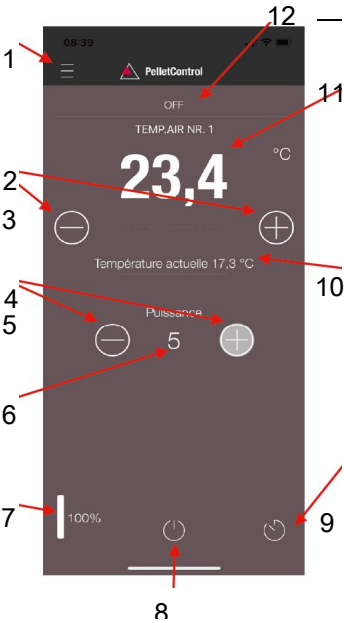 12
08:39
1
PelletControl
OFF
11
TEMP.AIR NR. 1
23,4 °C
2
3
Température actuelle 17,3 °C
10
4
5
Puissance
5
6
7
100%
9
8